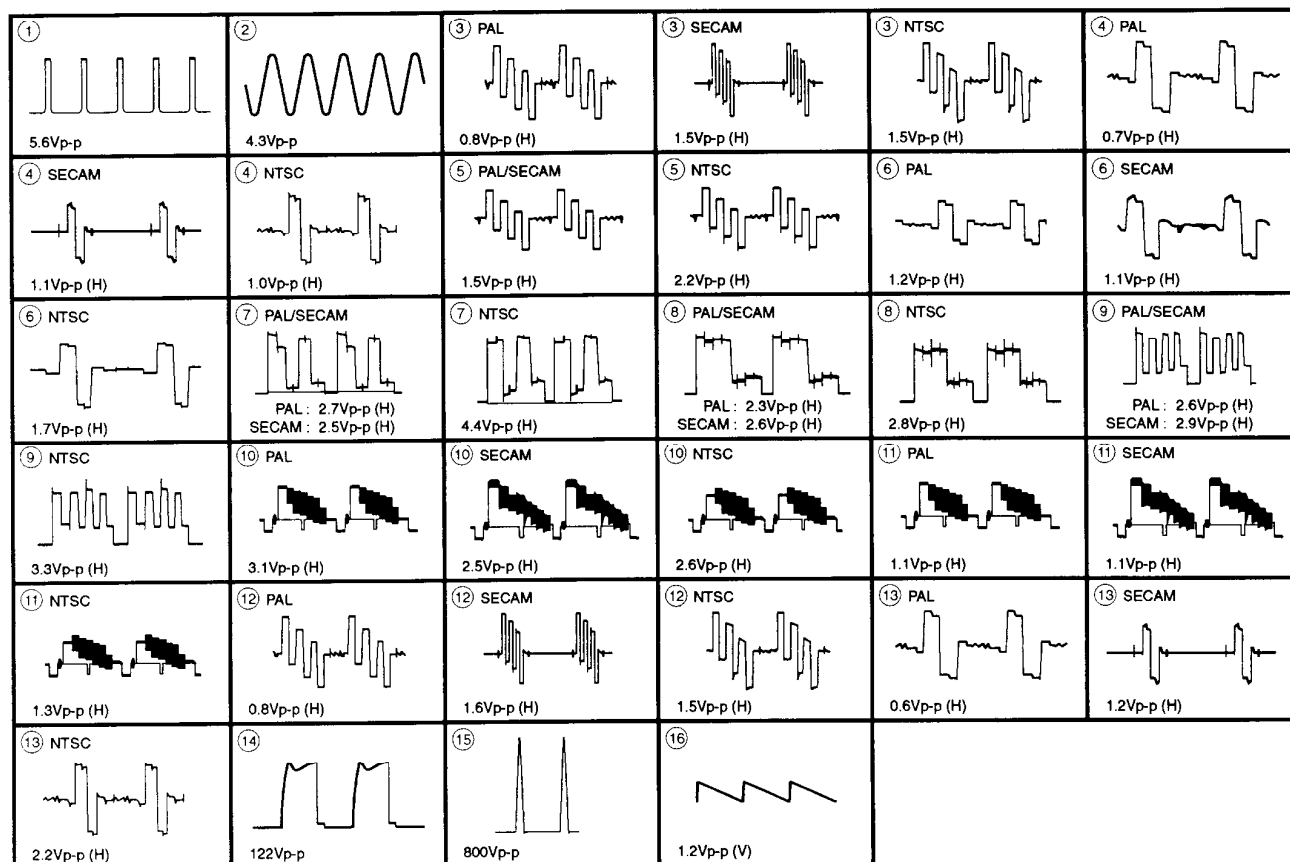 ① 
5.6Vp-p
②
4.3Vp-p
③ PAL
0.8Vp-p (H)
③ SECAM
1.5Vp-p (H)
③ NTSC
1.5Vp-p (H)
④ PAL
0.7Vp-p (H)
④ SECAM
1.1Vp-p (H)
④ NTSC
1.0Vp-p (H)
⑤ PAL/SECAM
1.5Vp-p (H)
⑤ NTSC
2.2Vp-p (H)
⑥ PAL
1.2Vp-p (H)
⑥ SECAM
1.1Vp-p (H)
⑥ NTSC
1.7Vp-p (H)
⑦ PAL/SECAM
PAL : 2.7Vp-p (H)
SECAM : 2.5Vp-p (H)
⑦ NTSC
4.4Vp-p (H)
⑧ PAL/SECAM
PAL : 2.3Vp-p (H)
SECAM : 2.6Vp-p (H)
⑧ NTSC
2.8Vp-p (H)
⑨ PAL/SECAM
PAL : 2.6Vp-p (H)
SECAM : 2.9Vp-p (H)
⑨ NTSC
3.3Vp-p (H)
⑩ PAL
3.1Vp-p (H)
⑩ SECAM
2.5Vp-p (H)
⑩ NTSC
2.6Vp-p (H)
⑪ PAL
1.1Vp-p (H)
⑪ SECAM
1.1Vp-p (H)
⑪ NTSC
1.3Vp-p (H)
⑫ PAL
0.8Vp-p (H)
⑫ SECAM
1.6Vp-p (H)
⑫ NTSC
1.5Vp-p (H)
⑬ PAL
0.6Vp-p (H)
⑬ SECAM
1.2Vp-p (H)
⑬ NTSC
2.2Vp-p (H)
⑭
122Vp-p
⑮
800Vp-p
⑯
1.2Vp-p (V)